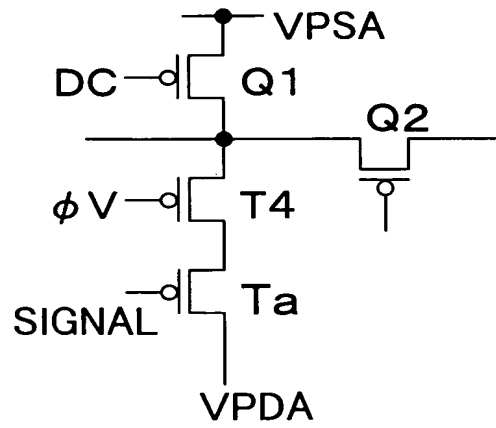 VPSA
DC
Q1
Q2
φV
T4
Ta
SIGNAL
VPDA